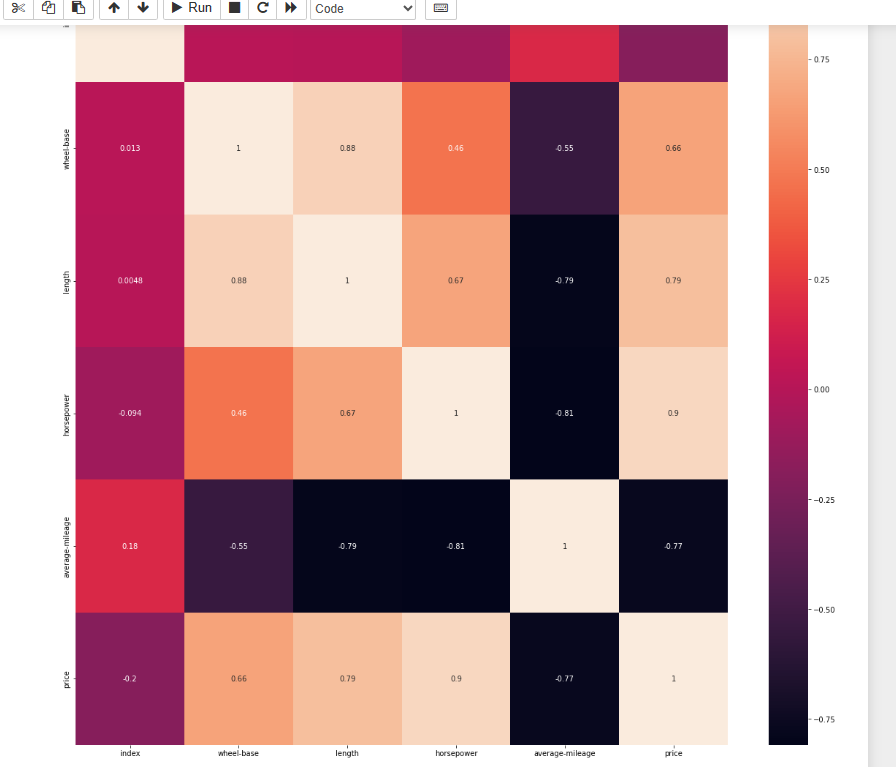 Run
Code
0.75
wheel-base
0.013 1 0.88 0.46 -0.55 0.66
0.50
length
0.0048 0.88 1 0.67 -0.79 0.79
0.25
0.00
horsepower
-0.094 0.46 0.67 1 -0.81 0.9
−0.25
average-mileage
0.18 -0.55 -0.79 -0.81 1 -0.77
−0.50
price
-0.2 0.66 0.79 0.9 -0.77 1
−0.75
index wheel-base length horsepower average-mileage price